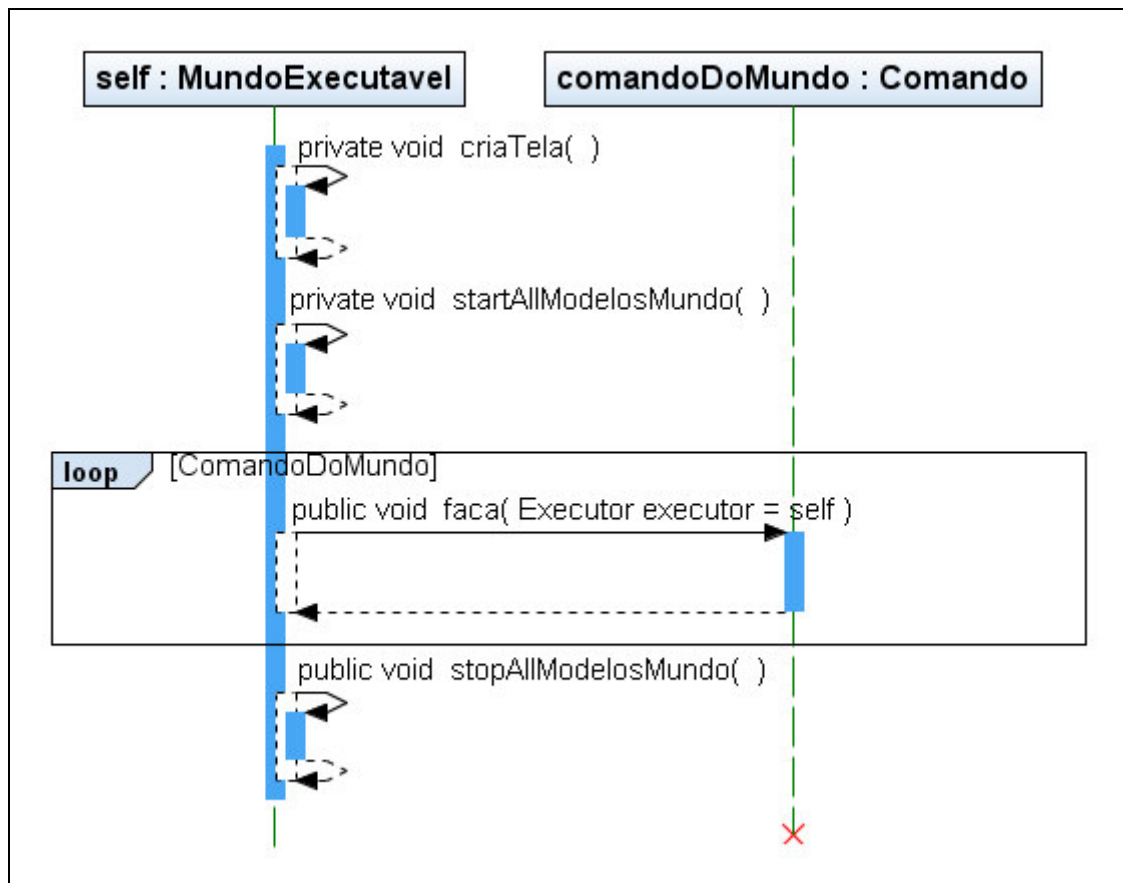 self : MundoExecutavel
comandoDoMundo : Comando
private void criaTela( )
private void startAllModelosMundo( )
loop
[ComandoDoMundo]
public void faca( Executor executor = self )
public void stopAllModelosMundo( )